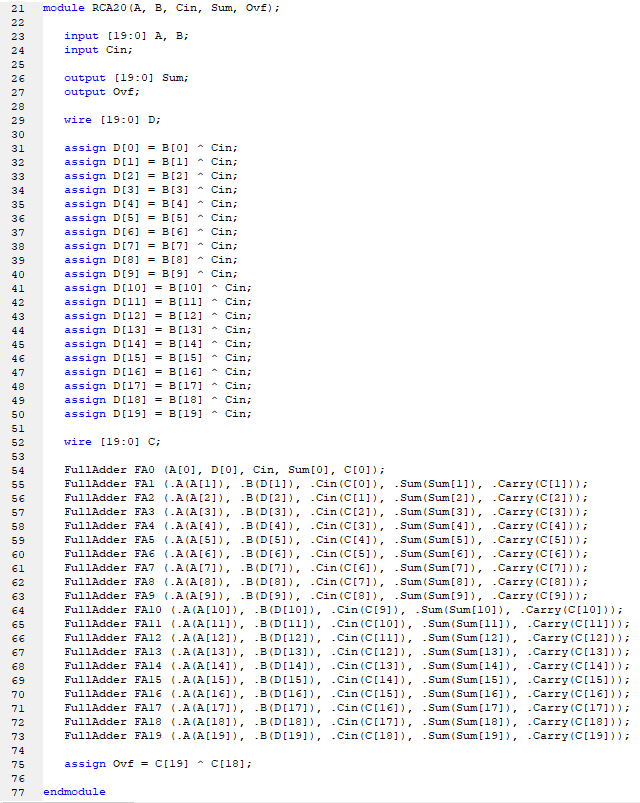 21 module RCA20(A, B, Cin, Sum, Ovf);
22
23 input [19:0] A, B;
24 input Cin;
25
26 output [19:0] Sum;
27 output Ovf;
28
29 wire [19:0] D;
30
31 assign D[0] = B[0] ^ Cin;
32 assign D[1] = B[1] ^ Cin;
33 assign D[2] = B[2] ^ Cin;
34 assign D[3] = B[3] ^ Cin;
35 assign D[4] = B[4] ^ Cin;
36 assign D[5] = B[5] ^ Cin;
37 assign D[6] = B[6] ^ Cin;
38 assign D[7] = B[7] ^ Cin;
39 assign D[8] = B[8] ^ Cin;
40 assign D[9] = B[9] ^ Cin;
41 assign D[10] = B[10] ^ Cin;
42 assign D[11] = B[11] ^ Cin;
43 assign D[12] = B[12] ^ Cin;
44 assign D[13] = B[13] ^ Cin;
45 assign D[14] = B[14] ^ Cin;
46 assign D[15] = B[15] ^ Cin;
47 assign D[16] = B[16] ^ Cin;
48 assign D[17] = B[17] ^ Cin;
49 assign D[18] = B[18] ^ Cin;
50 assign D[19] = B[19] ^ Cin;
51
52 wire [19:0] C;
53
54 FullAdder FA0 (A[0], D[0], Cin, Sum[0], C[0]);
55 FullAdder FA1 (.A(A[1]), .B(D[1]), .Cin(C[0]), .Sum(Sum[1]), .Carry(C[1]));
56 FullAdder FA2 (.A(A[2]), .B(D[2]), .Cin(C[1]), .Sum(Sum[2]), .Carry(C[2]));
57 FullAdder FA3 (.A(A[3]), .B(D[3]), .Cin(C[2]), .Sum(Sum[3]), .Carry(C[3]));
58 FullAdder FA4 (.A(A[4]), .B(D[4]), .Cin(C[3]), .Sum(Sum[4]), .Carry(C[4]));
59 FullAdder FA5 (.A(A[5]), .B(D[5]), .Cin(C[4]), .Sum(Sum[5]), .Carry(C[5]));
60 FullAdder FA6 (.A(A[6]), .B(D[6]), .Cin(C[5]), .Sum(Sum[6]), .Carry(C[6]));
61 FullAdder FA7 (.A(A[7]), .B(D[7]), .Cin(C[6]), .Sum(Sum[7]), .Carry(C[7]));
62 FullAdder FA8 (.A(A[8]), .B(D[8]), .Cin(C[7]), .Sum(Sum[8]), .Carry(C[8]));
63 FullAdder FA9 (.A(A[9]), .B(D[9]), .Cin(C[8]), .Sum(Sum[9]), .Carry(C[9]));
64 FullAdder FA10 (.A(A[10]), .B(D[10]), .Cin(C[9]), .Sum(Sum[10]), .Carry(C[10]));
65 FullAdder FA11 (.A(A[11]), .B(D[11]), .Cin(C[10]), .Sum(Sum[11]), .Carry(C[11]));
66 FullAdder FA12 (.A(A[12]), .B(D[12]), .Cin(C[11]), .Sum(Sum[12]), .Carry(C[12]));
67 FullAdder FA13 (.A(A[13]), .B(D[13]), .Cin(C[12]), .Sum(Sum[13]), .Carry(C[13]));
68 FullAdder FA14 (.A(A[14]), .B(D[14]), .Cin(C[13]), .Sum(Sum[14]), .Carry(C[14]));
69 FullAdder FA15 (.A(A[15]), .B(D[15]), .Cin(C[14]), .Sum(Sum[15]), .Carry(C[15]));
70 FullAdder FA16 (.A(A[16]), .B(D[16]), .Cin(C[15]), .Sum(Sum[16]), .Carry(C[16]));
71 FullAdder FA17 (.A(A[17]), .B(D[17]), .Cin(C[16]), .Sum(Sum[17]), .Carry(C[17]));
72 FullAdder FA18 (.A(A[18]), .B(D[18]), .Cin(C[17]), .Sum(Sum[18]), .Carry(C[18]));
73 FullAdder FA19 (.A(A[19]), .B(D[19]), .Cin(C[18]), .Sum(Sum[19]), .Carry(C[19]));
74
75 assign Ovf = C[19] ^ C[18];
76
77 endmodule